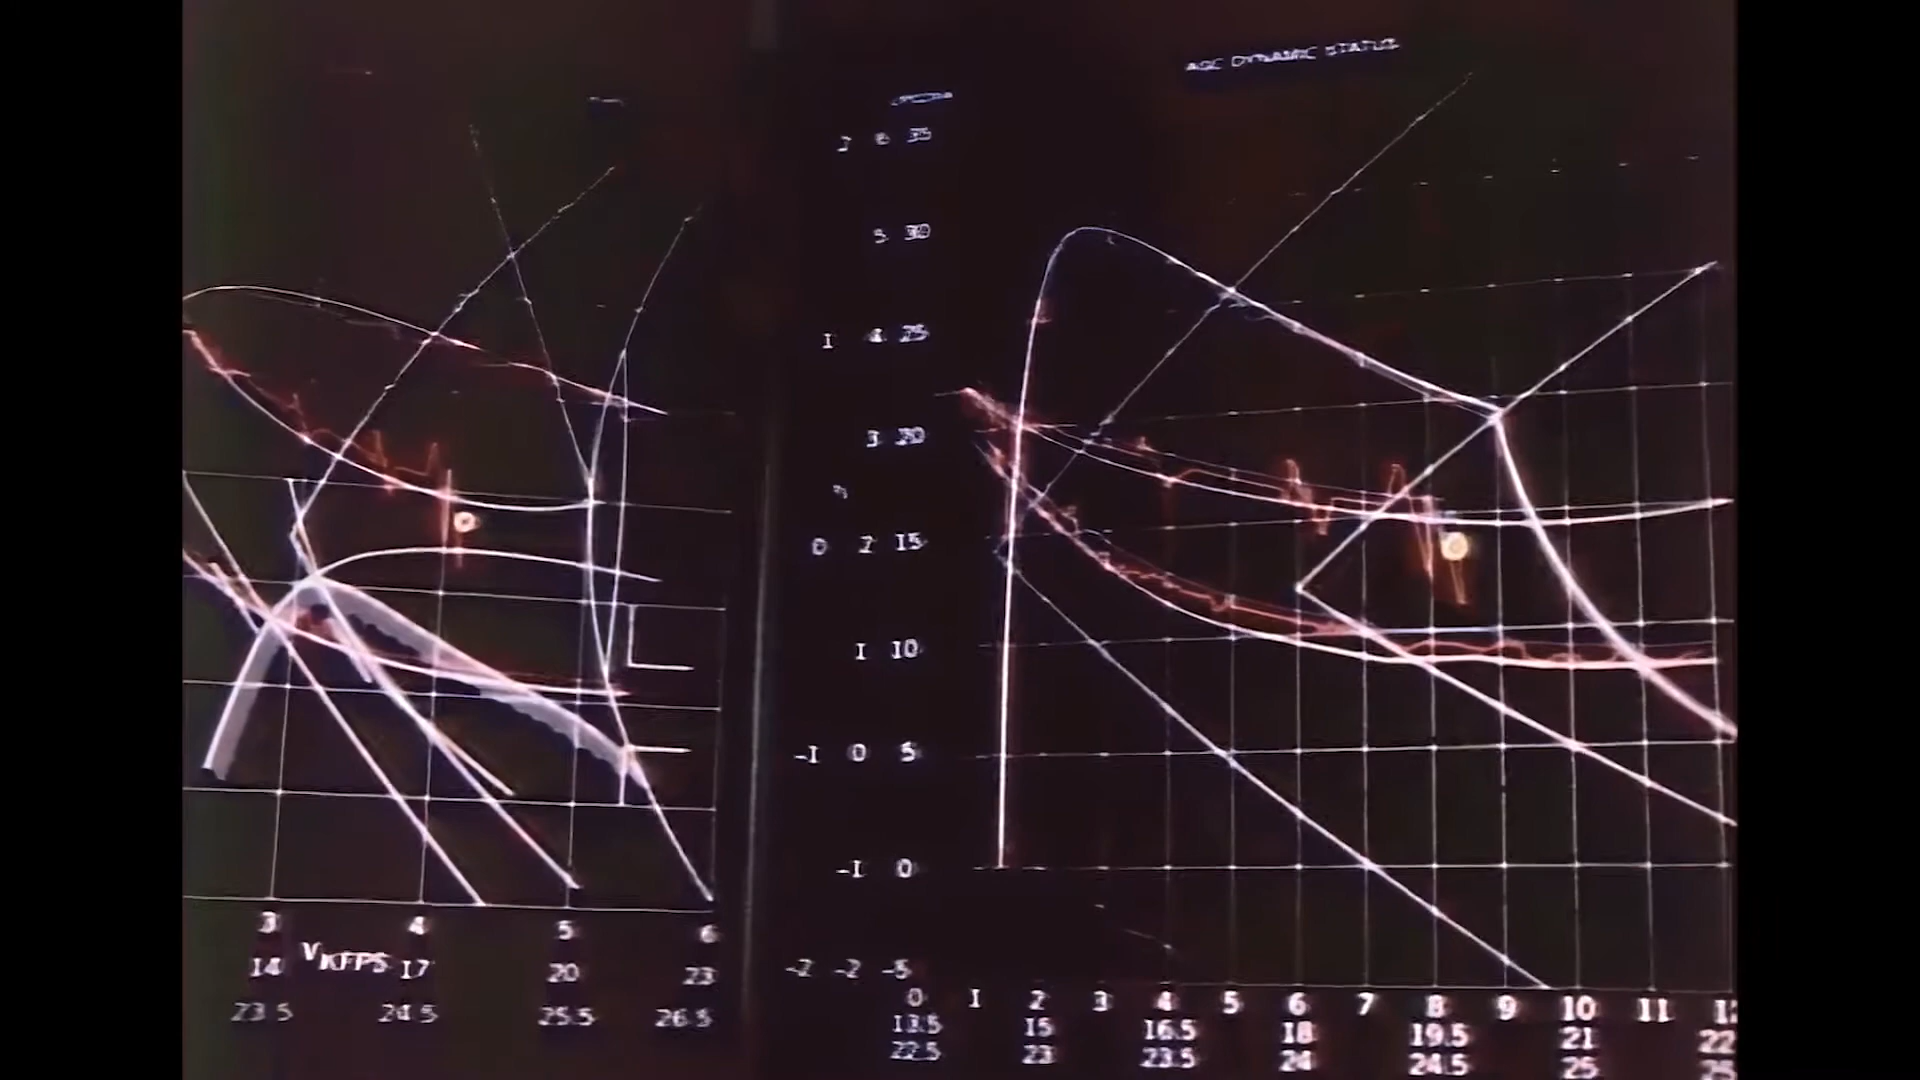 AGC DYNAMIC STATUS
2 6 35
5 30
1 4 25
3 20
0 2 15
1 10
-1 0 5
-1 0
-2 -2 -5
3 4 5 6
VKFPS
14 17 20 23
23.5 24.5 25.5 26.5
0 1 2 3 4 5 6 7 8 9 10 11
13.5 15 16.5 18 19.5 21 22
22.5 23 23.5 24 24.5 25